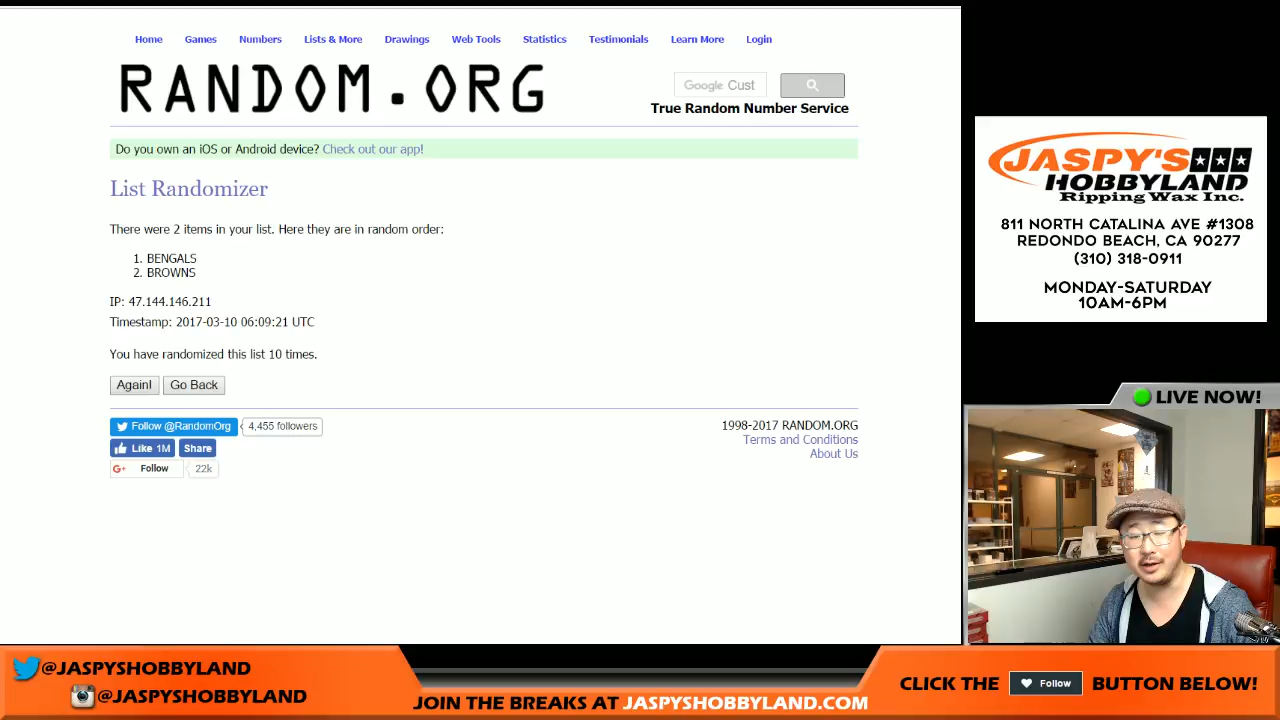 Home Games Numbers Lists & More Drawings Web Tools Statistics Testimonials Learn More Login
RANDOM.ORG
Google Cust
True Random Number Service
Do you own an iOS or Android device? Check out our app!
List Randomizer
There were 2 items in your list. Here they are in random order:
1. BENGALS
2. BROWNS
IP: 47.144.146.211
Timestamp: 2017-03-10 06:09:21 UTC
You have randomized this list 10 times.
Again! Go Back
Follow @RandomOrg 4,455 followers
Like 1M Share
G+ Follow 22k
1998-2017 RANDOM.ORG
Terms and Conditions
About Us
JASPY'S
HOBBYLAND
Ripping Wax Inc.
811 NORTH CATALINA AVE #1308
REDONDO BEACH, CA 90277
(310) 318-0911
MONDAY-SATURDAY
10AM-6PM
LIVE NOW!
@JASPYSHOBBYLAND
@JASPYSHOBBYLAND
JOIN THE BREAKS AT JASPYSHOBBYLAND.COM
CLICK THE Follow BUTTON BELOW!